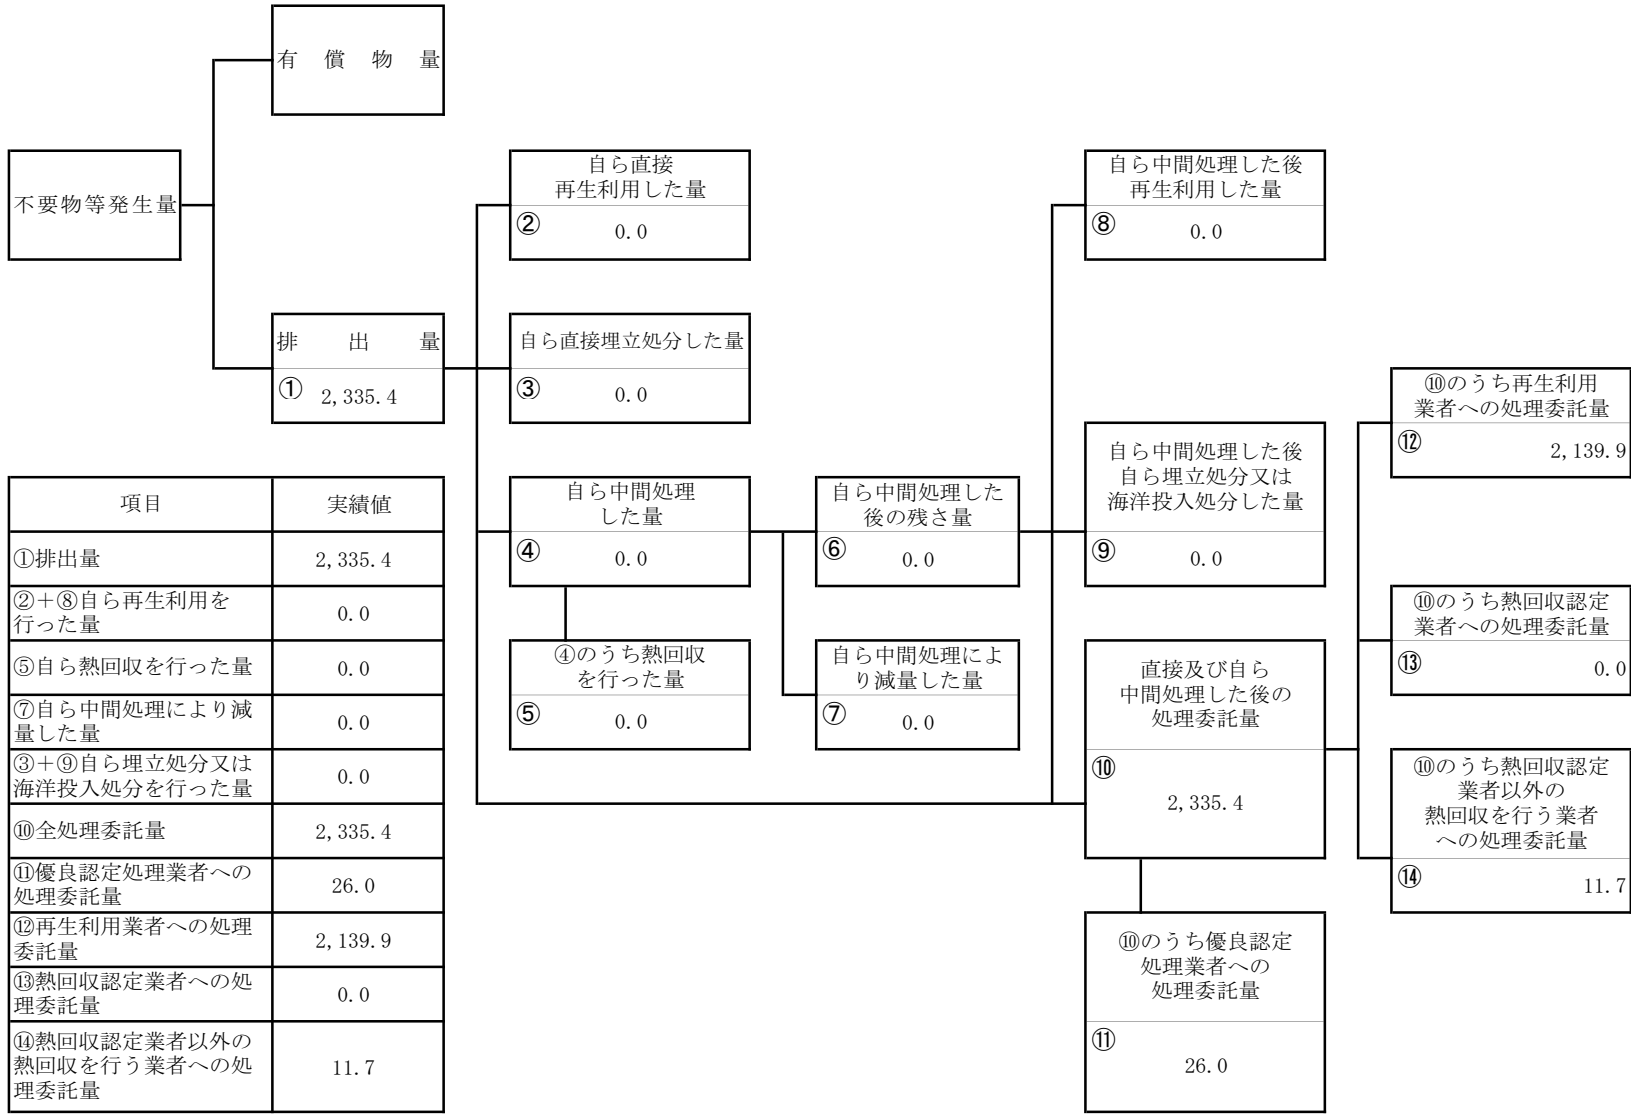 有償物量
不要物等発生量
排出量
① 2,335.4
自ら直接
再生利用した量
② 0.0
自ら直接埋立処分した量
③ 0.0
自ら中間処理
した量
④ 0.0
④のうち熱回収
を行った量
⑤ 0.0
自ら中間処理した
後の残さ量
⑥ 0.0
自ら中間処理によ
り減量した量
⑦ 0.0
自ら中間処理した後
再生利用した量
⑧ 0.0
自ら中間処理した後
自ら埋立処分又は
海洋投入処分した量
⑨ 0.0
直接及び自ら
中間処理した後の
処理委託量
⑩
2,335.4
⑩のうち優良認定
処理業者への
処理委託量
⑪
26.0
⑩のうち再生利用
業者への処理委託量
⑫ 2,139.9
⑩のうち熱回収認定
業者への処理委託量
⑬ 0.0
⑩のうち熱回収認定
業者以外の
熱回収を行う業者
への処理委託量
⑭ 11.7
項目 実績値
①排出量 2,335.4
②＋⑧自ら再生利用を
行った量 0.0
⑤自ら熱回収を行った量 0.0
⑦自ら中間処理により減
量した量 0.0
③＋⑨自ら埋立処分又は
海洋投入処分を行った量 0.0
⑩全処理委託量 2,335.4
⑪優良認定処理業者への
処理委託量 26.0
⑫再生利用業者への処理
委託量 2,139.9
⑬熱回収認定業者への処
理委託量 0.0
⑭熱回収認定業者以外の
熱回収を行う業者への処 11.7
理委託量